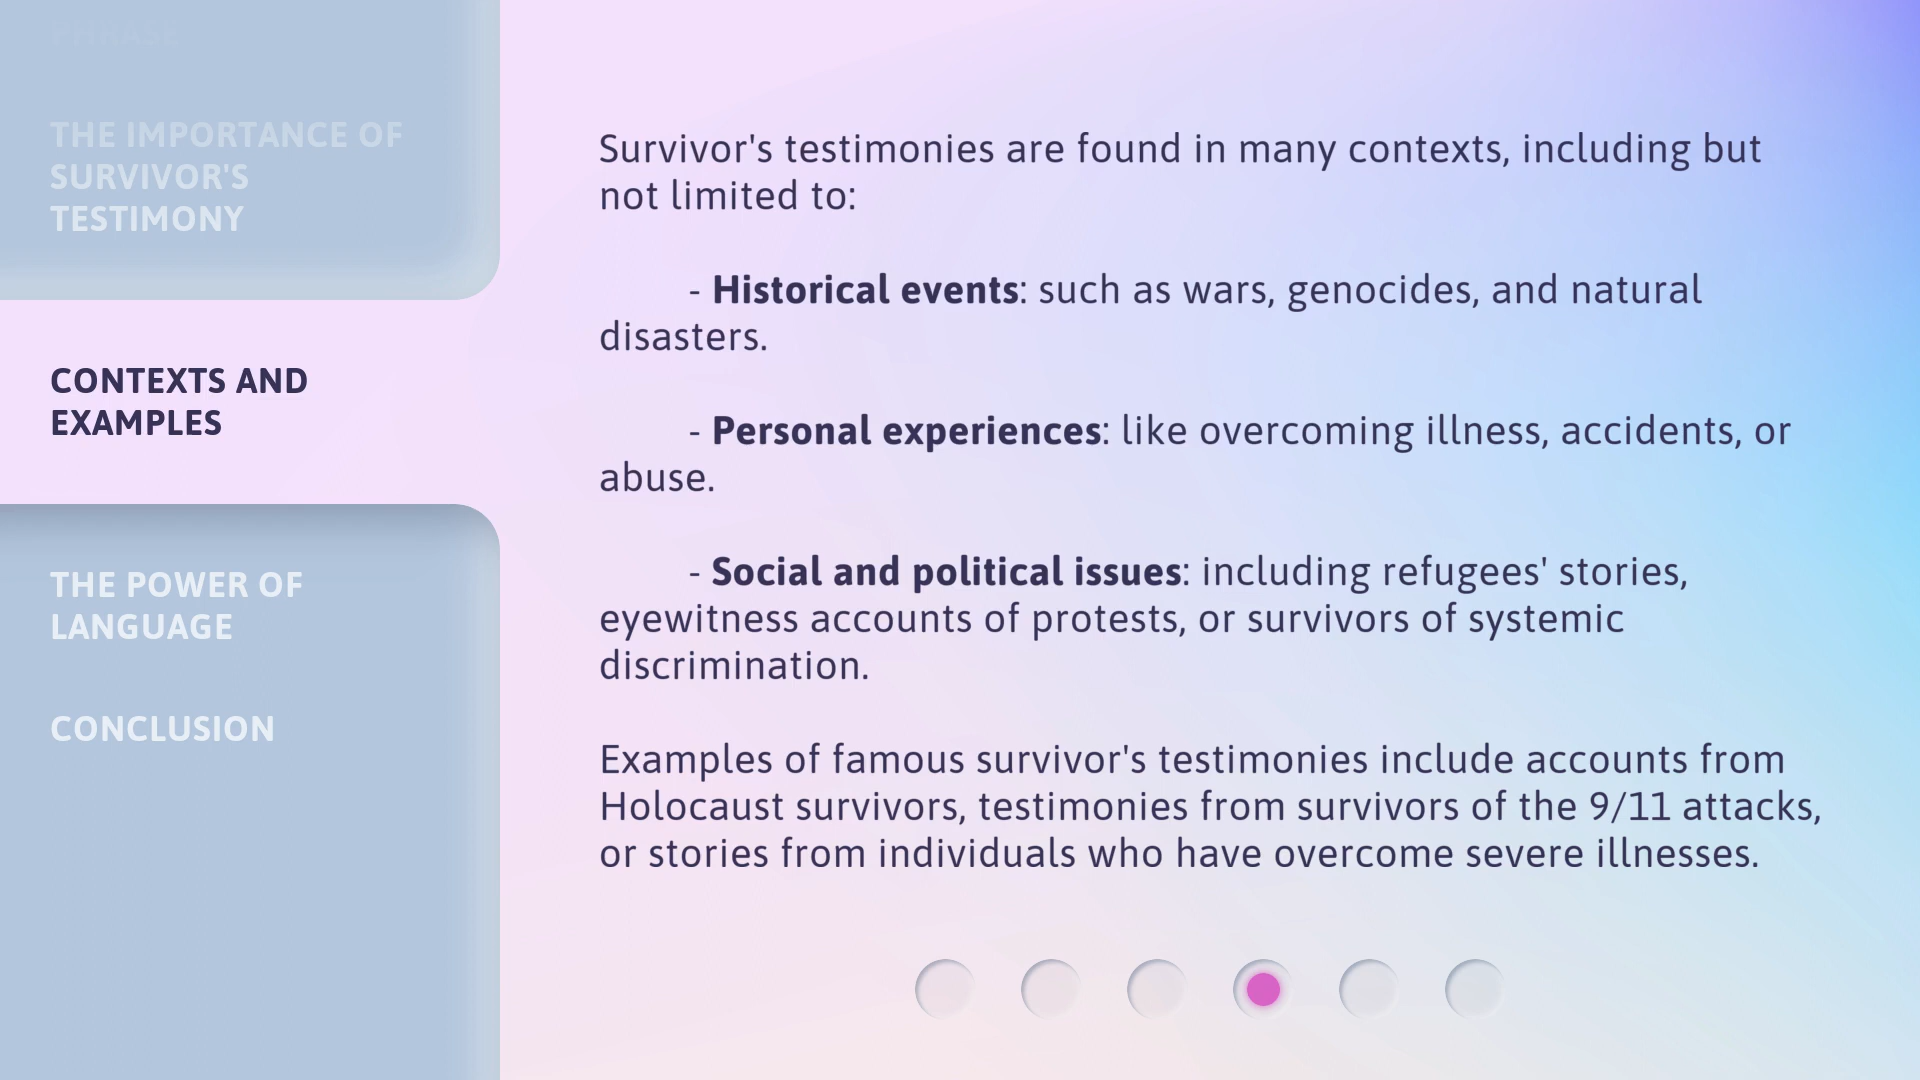 PHRASE
THE IMPORTANCE OF
SURVIVOR'S
TESTIMONY
CONTEXTS AND
EXAMPLES
THE POWER OF
LANGUAGE
CONCLUSION
Survivor's testimonies are found in many contexts, including but
not limited to:
- Historical events: such as wars, genocides, and natural
disasters.
- Personal experiences: like overcoming illness, accidents, or
abuse.
- Social and political issues: including refugees' stories,
eyewitness accounts of protests, or survivors of systemic
discrimination.
Examples of famous survivor's testimonies include accounts from
Holocaust survivors, testimonies from survivors of the 9/11 attacks,
or stories from individuals who have overcome severe illnesses.